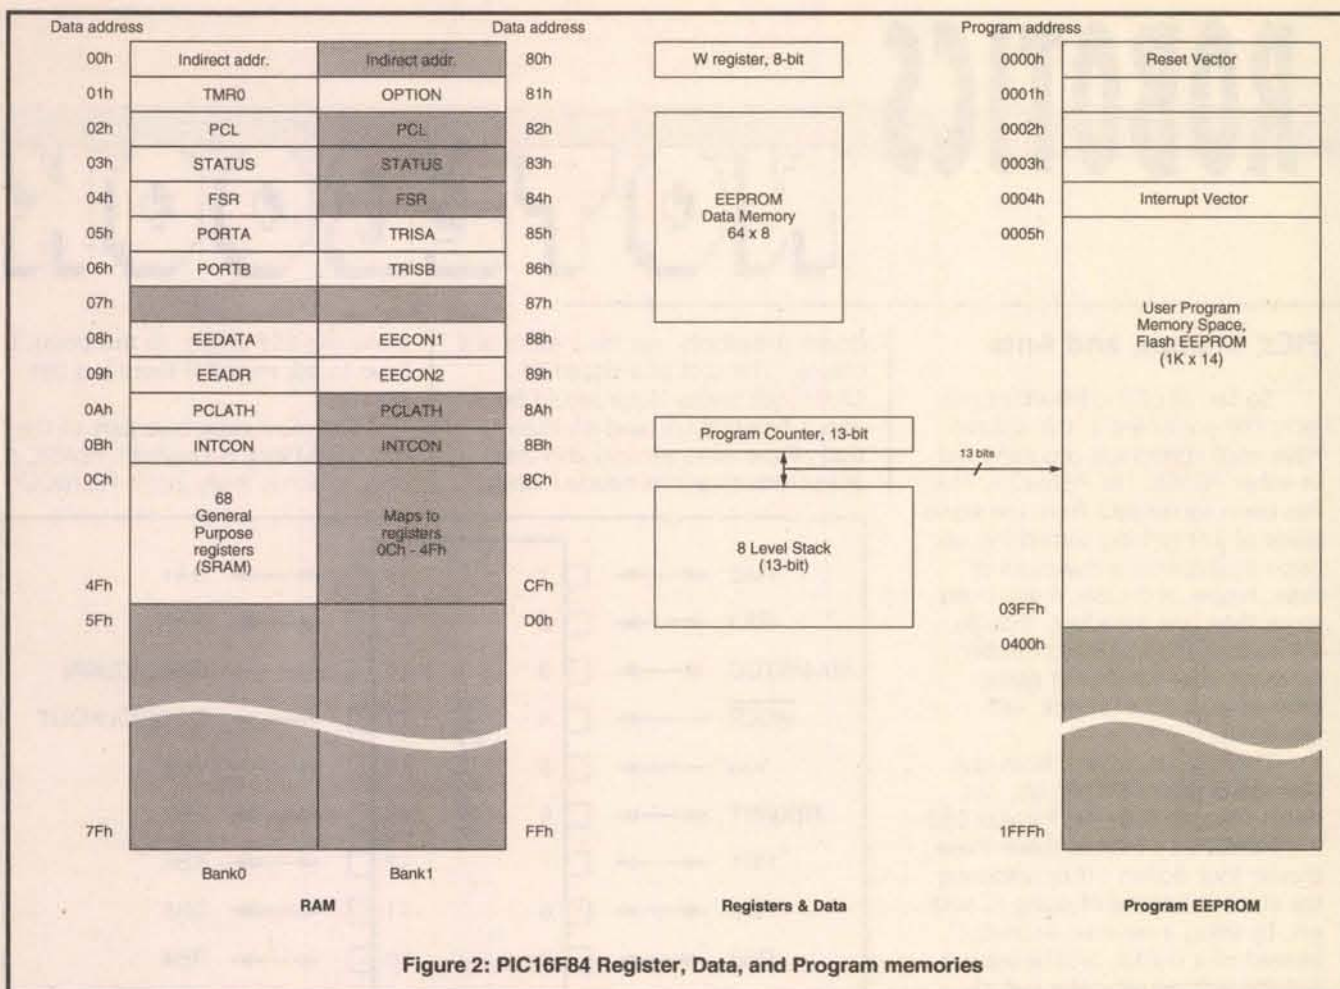 Data address
00h
01h
02h
03h
04h
05h
06h
07h
08h
09h
0Ah
0Bh
0Ch
4Fh
5Fh
7Fh
Indirect addr.
TMR0
PCL
STATUS
FSR
PORTA
PORTB
EEDATA
EEADR
PCLATH
INTCON
68
General
Purpose
registers
(SRAM)
Bank0
Indirect addr.
OPTION
PCL
STATUS
FSR
TRISA
TRISB
EECON1
EECON2
PCLATH
INTCON
Maps to
registers
0Ch - 4Fh
Bank1
RAM
Data address
80h
81h
82h
83h
84h
85h
86h
87h
88h
89h
8Ah
8Bh
8Ch
CFh
D0h
FFh
W register, 8-bit
EEPROM
Data Memory
64 x 8
Program Counter, 13-bit
13 bits
8 Level Stack
(13-bit)
Registers & Data
Program address
0000h
0001h
0002h
0003h
0004h
0005h
03FFh
0400h
1FFFh
Reset Vector
Interrupt Vector
User Program
Memory Space,
Flash EEPROM
(1K x 14)
Program EEPROM
Figure 2: PIC16F84 Register, Data, and Program memories